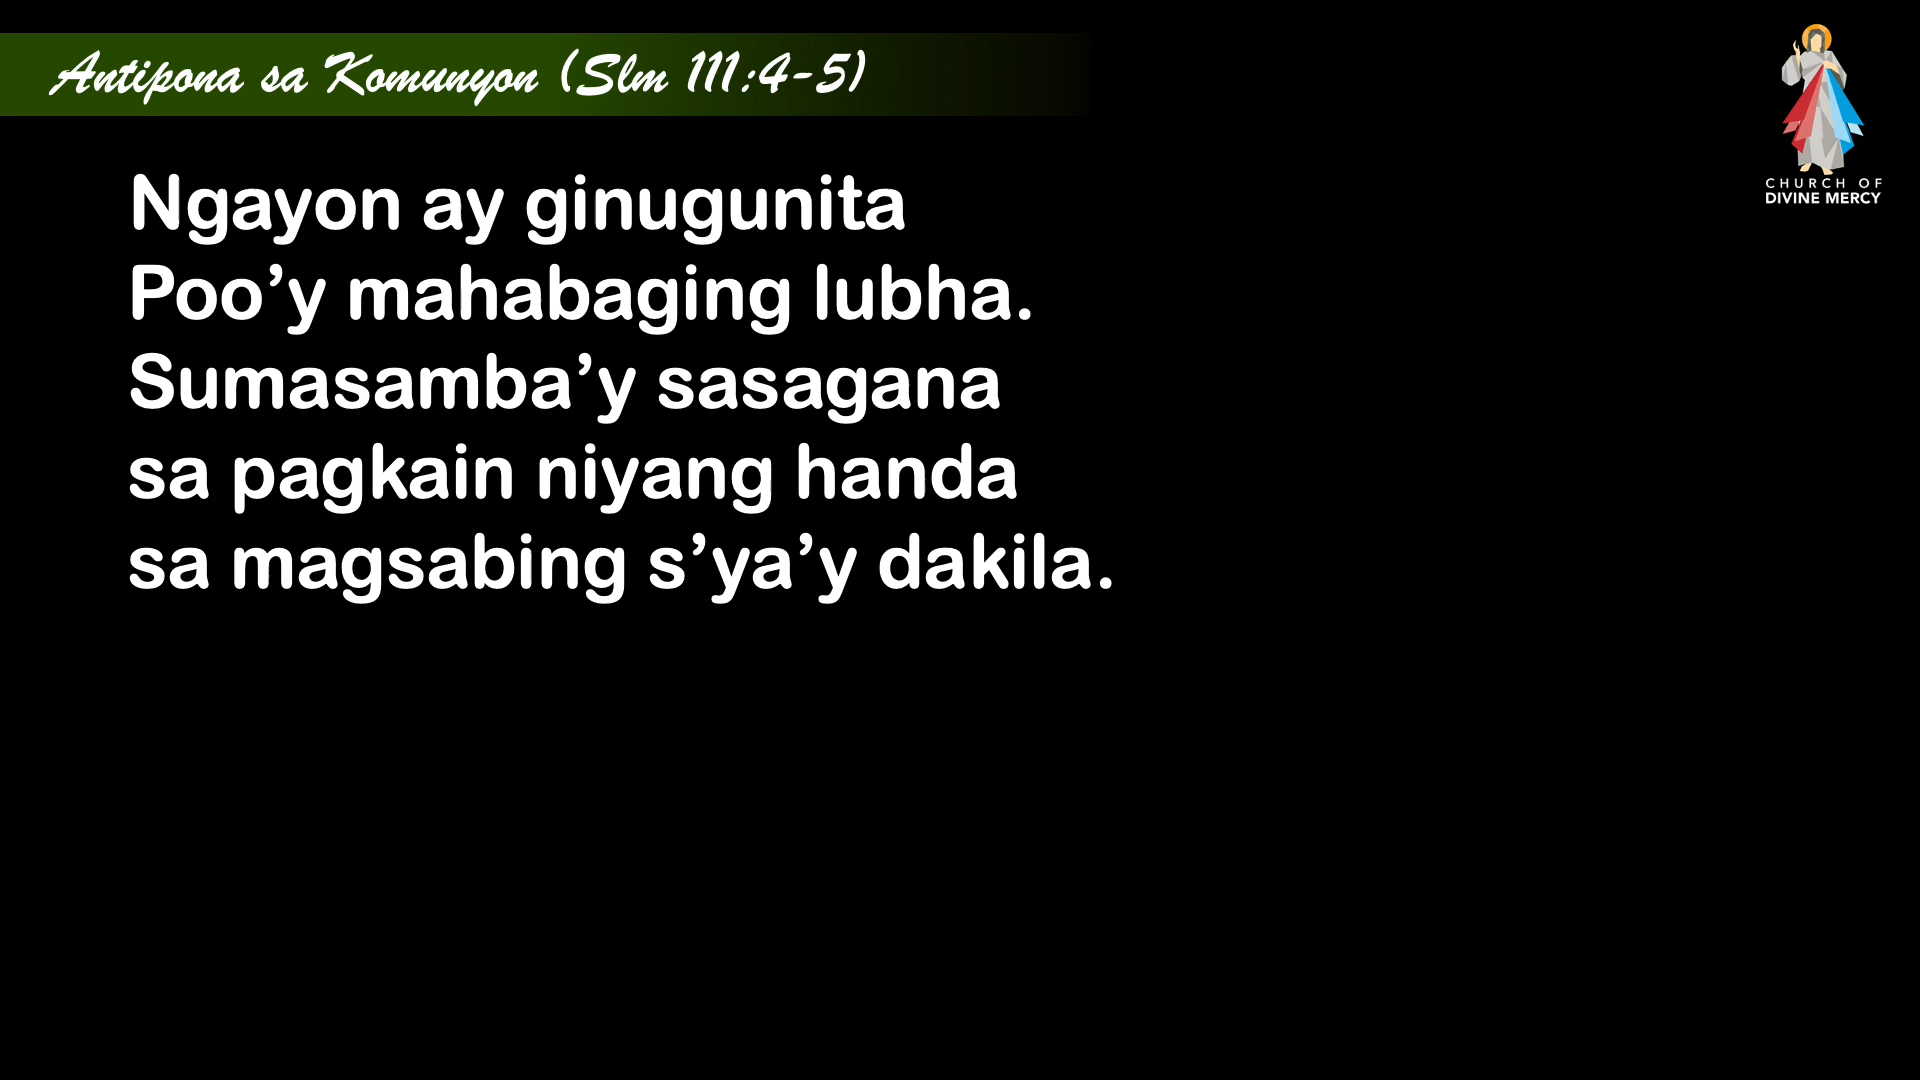 Antipona sa Komunyon (Slm 111:4-5)
CHURCH OF
DIVINE MERCY
Ngayon ay ginugunita
Poo’y mahabaging lubha.
Sumasamba’y sasagana
sa pagkain niyang handa
sa magsabing s’ya’y dakila.